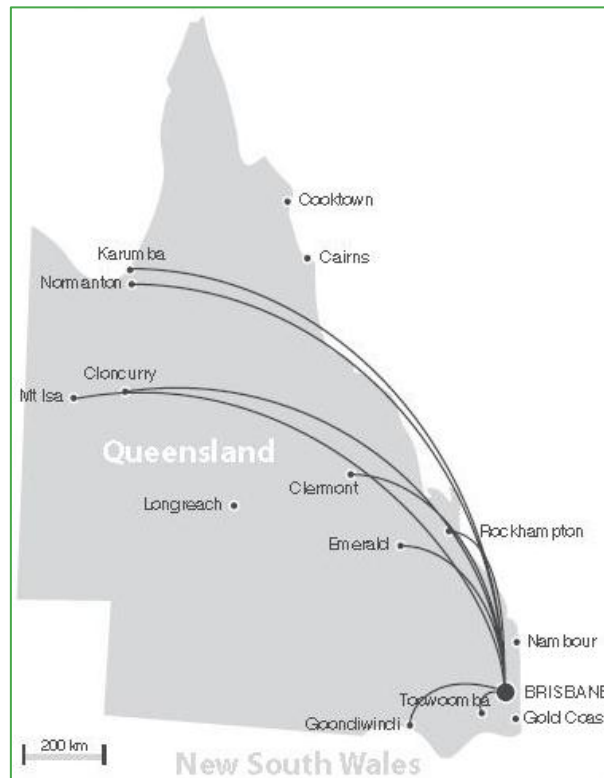 Cooktown
Karumba
Cairns
Normanton
Cloncurry
Mt Isa
Queensland
Clermont
Longreach
Rockhampton
Emerald
Nambour
BRISBANE
Toowoomba
Gold Coas
Goondiwindi
200 km
New South Wales